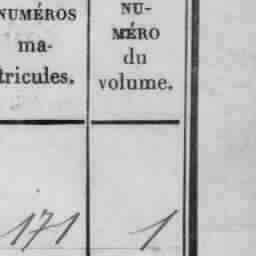 NUMÉROS
ma-
tricules.
NU-
MÉRO
du
volume.
171
1